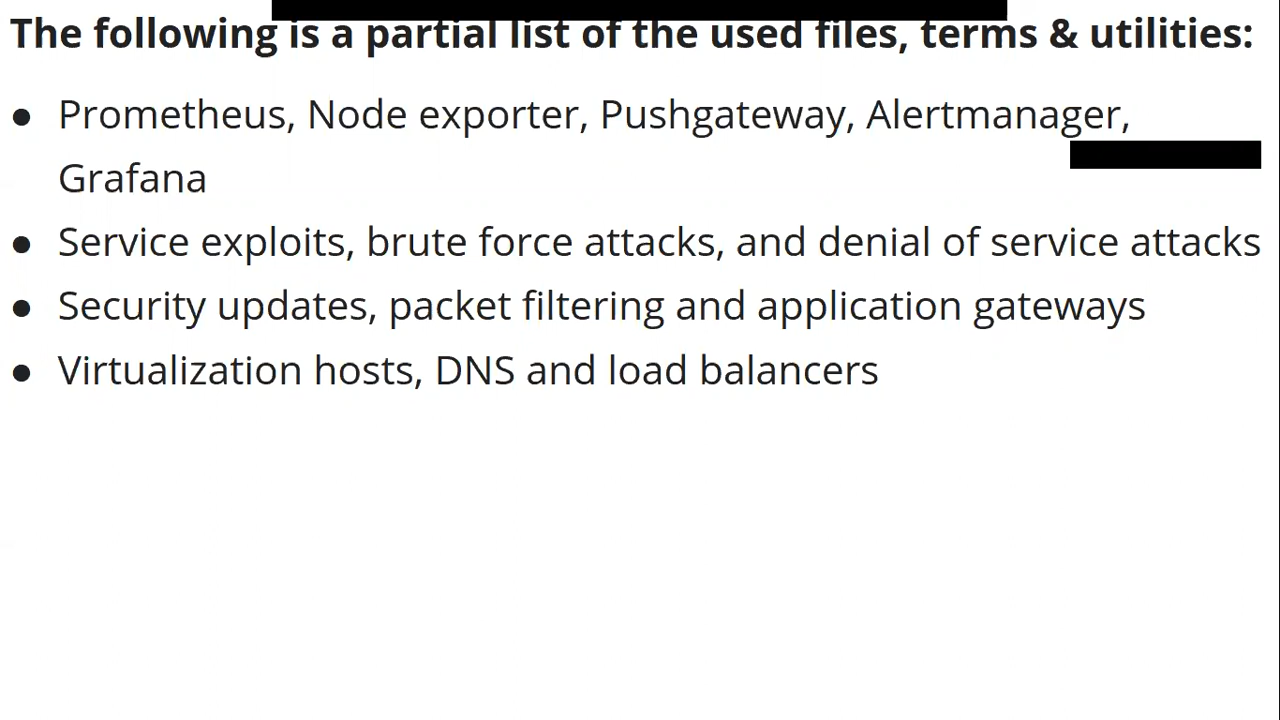 The following is a partial list of the used files, terms & utilities:
● Prometheus, Node exporter, Pushgateway, Alertmanager,
Grafana
● Service exploits, brute force attacks, and denial of service attacks
● Security updates, packet filtering and application gateways
● Virtualization hosts, DNS and load balancers